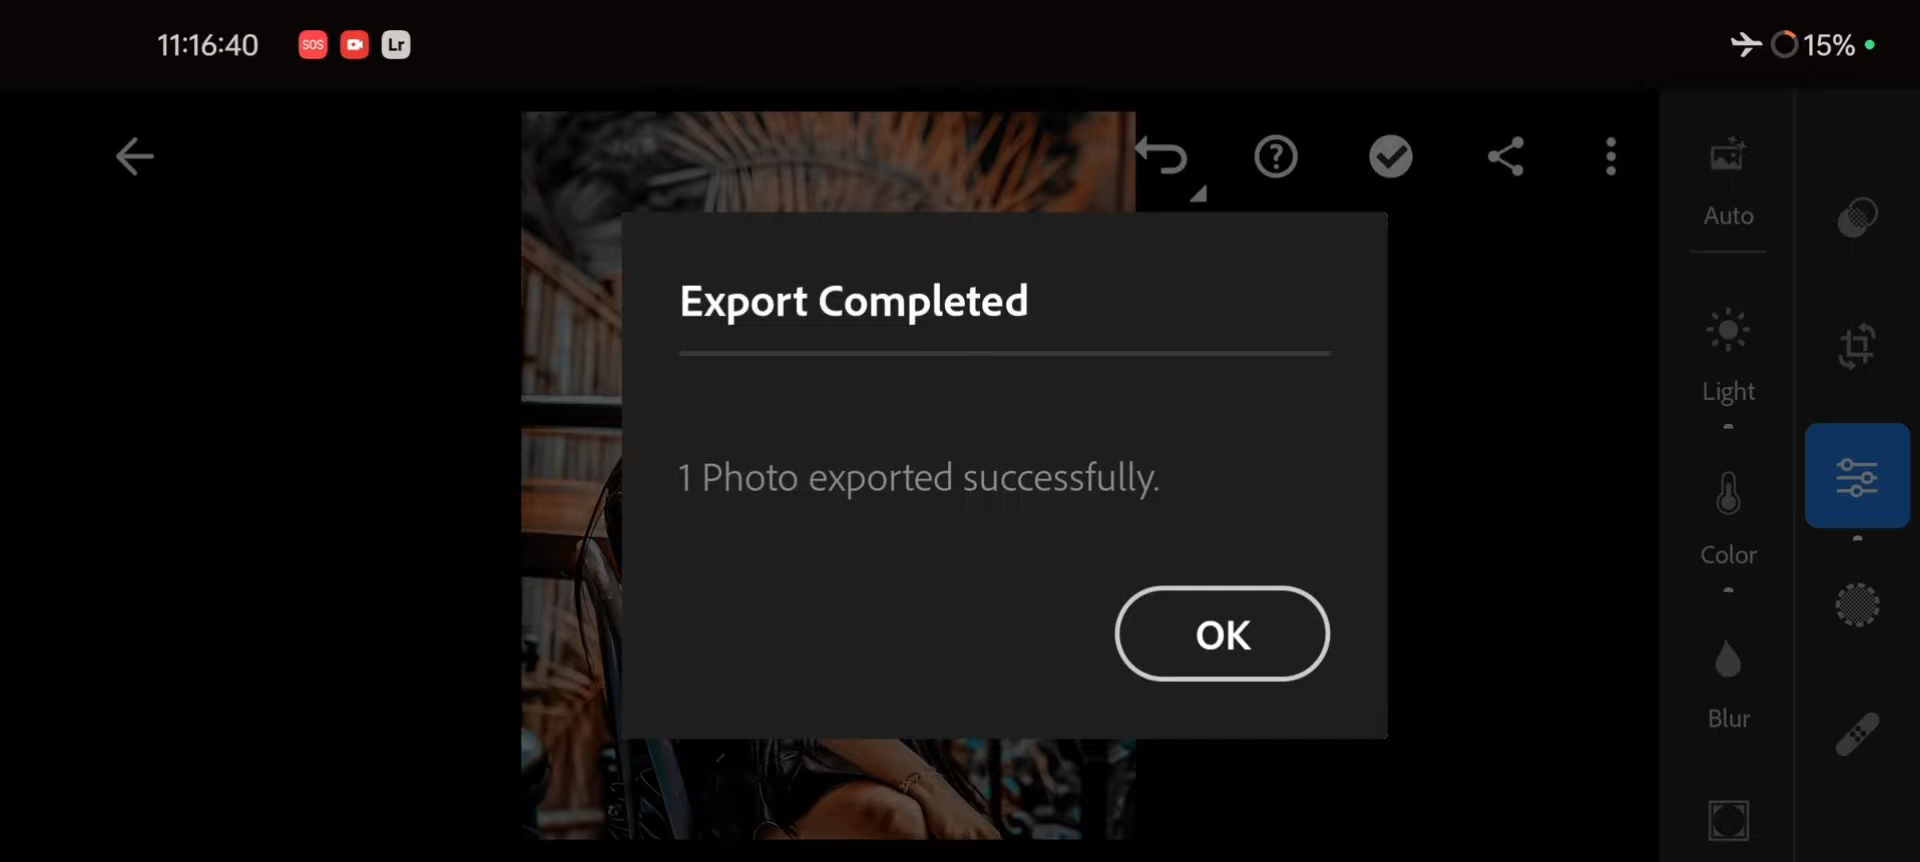 11:16:40 SOS Lr 15%
Auto
Export Completed
Light
1 Photo exported successfully.
Color
OK
Blur